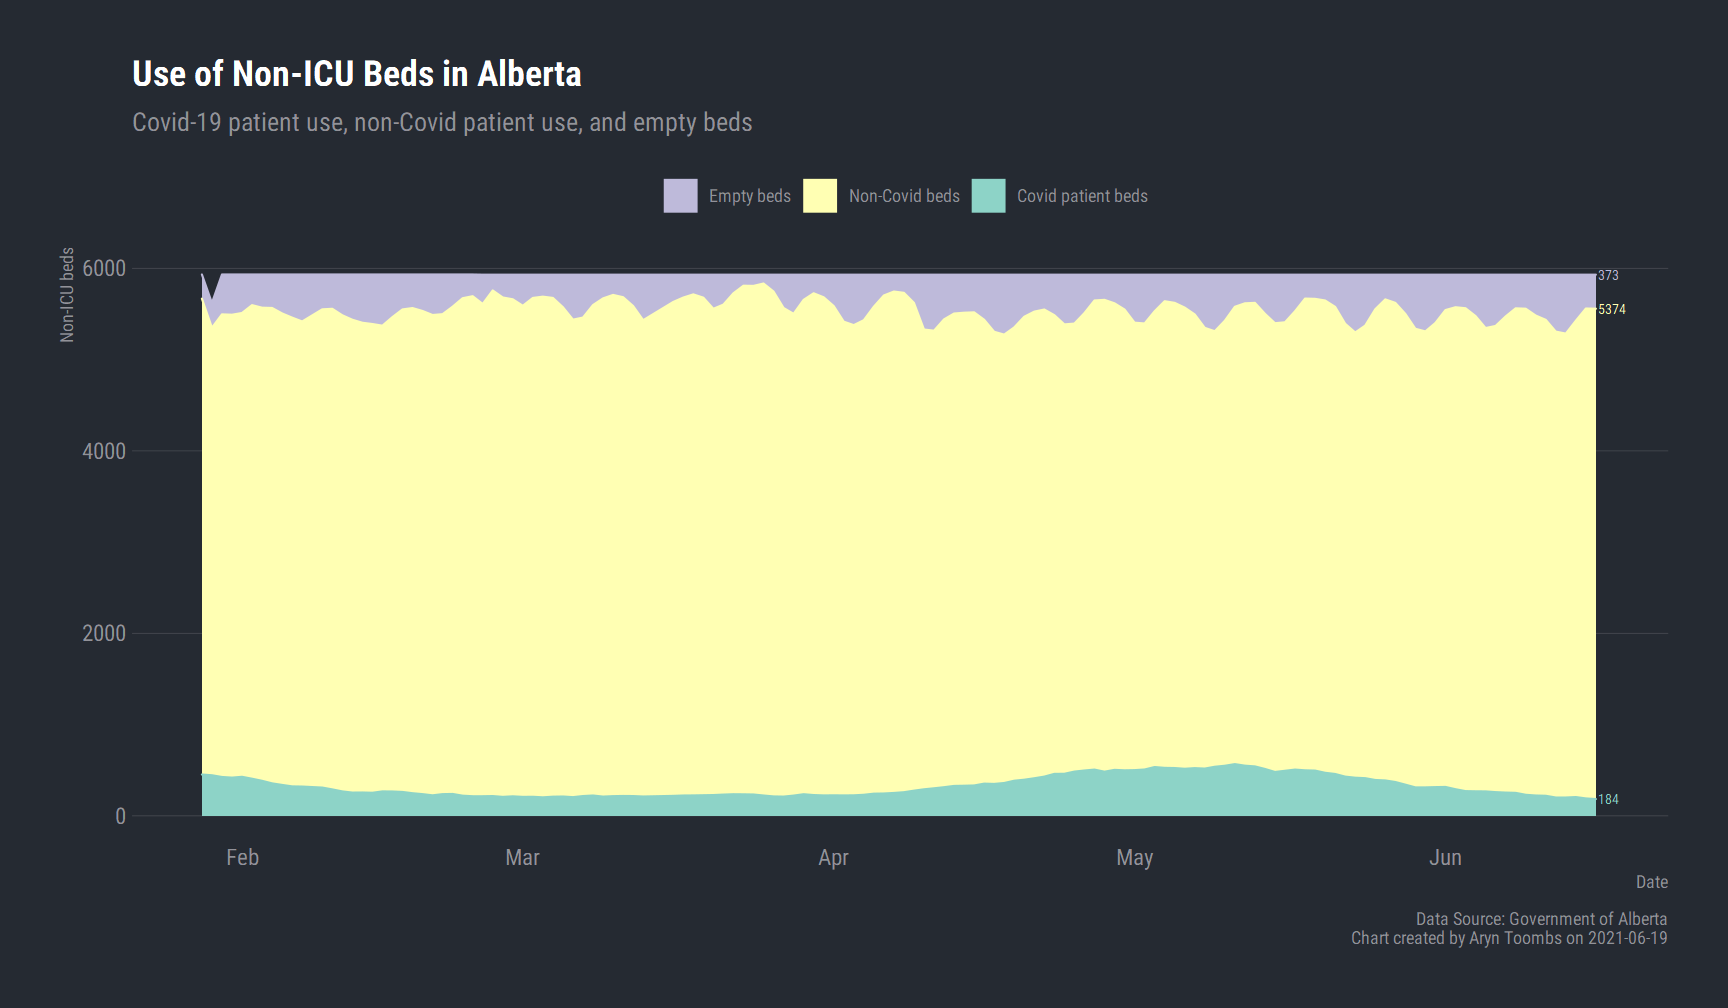 Use of Non-ICU Beds in Alberta
Covid-19 patient use, non-Covid patient use, and empty beds
Empty beds
Non-Covid beds
Covid patient beds
Non-ICU beds
6000
4000
2000
0
373
5374
184
Feb
Mar
Apr
May
Jun
Date
Data Source: Government of Alberta
Chart created by Aryn Toombs on 2021-06-19